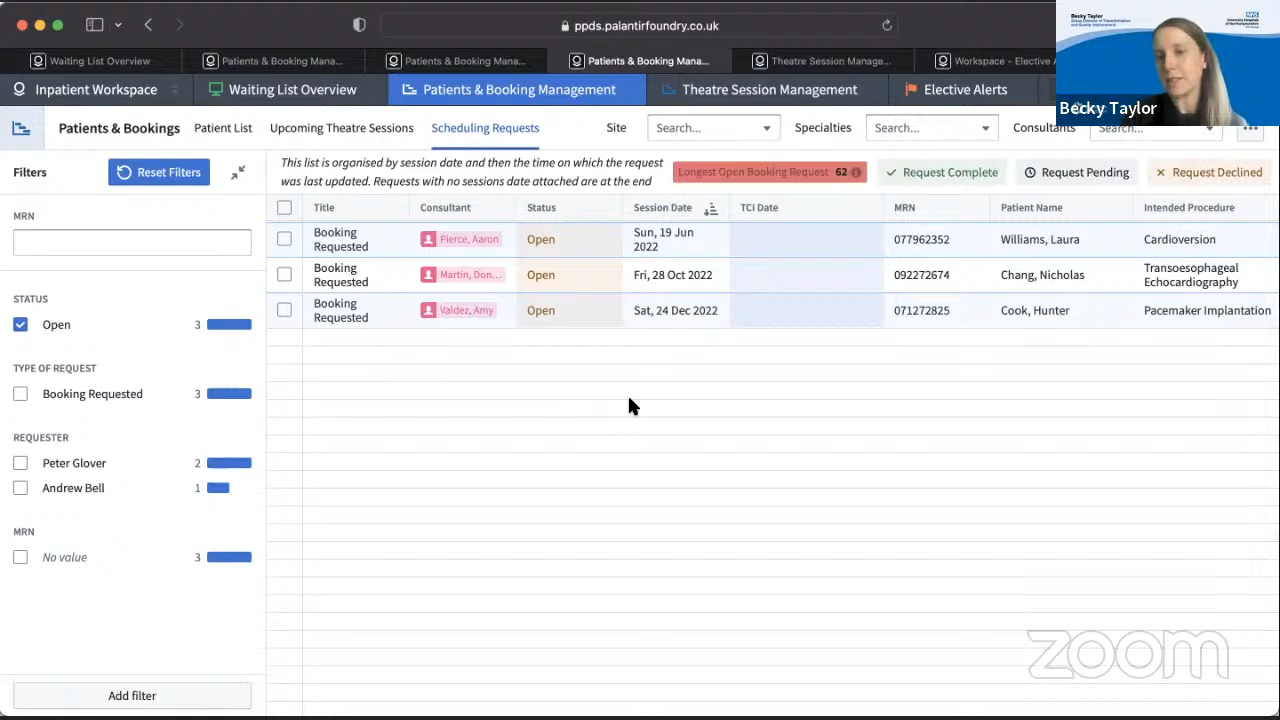 ppds.palantirfoundry.co.uk
Waiting List Overview
Patients & Booking Mana...
Patients & Booking Mana...
Patients & Booking Mana...
Theatre Session Manage...
Workspace - Elective A
Inpatient Workspace
Waiting List Overview
Patients & Booking Management
Theatre Session Management
Elective Alerts
Becky Taylor
NHS
Becky Taylor
Patients & Bookings
Patient List
Upcoming Theatre Sessions
Scheduling Requests
Site
Search...
Specialties
Search...
Consultants
Search...
Filters
Reset Filters
This list is organised by session date and then the time on which the request
was last updated. Requests with no sessions date attached are at the end
Longest Open Booking Request 62
Request Complete
Request Pending
Request Declined
MRN
STATUS
Open 3
TYPE OF REQUEST
Booking Requested 3
REQUESTER
Peter Glover 2
Andrew Bell 1
MRN
No value 3
Add filter
Title Consultant Status Session Date TCI Date MRN Patient Name Intended Procedure
Booking Requested Pierce, Aaron Open Sun, 19 Jun 2022 077962352 Williams, Laura Cardioversion
Booking Requested Martin, Don... Open Fri, 28 Oct 2022 092272674 Chang, Nicholas Transoesophageal Echocardiography
Booking Requested Valdez, Amy Open Sat, 24 Dec 2022 071272825 Cook, Hunter Pacemaker Implantation
zoom